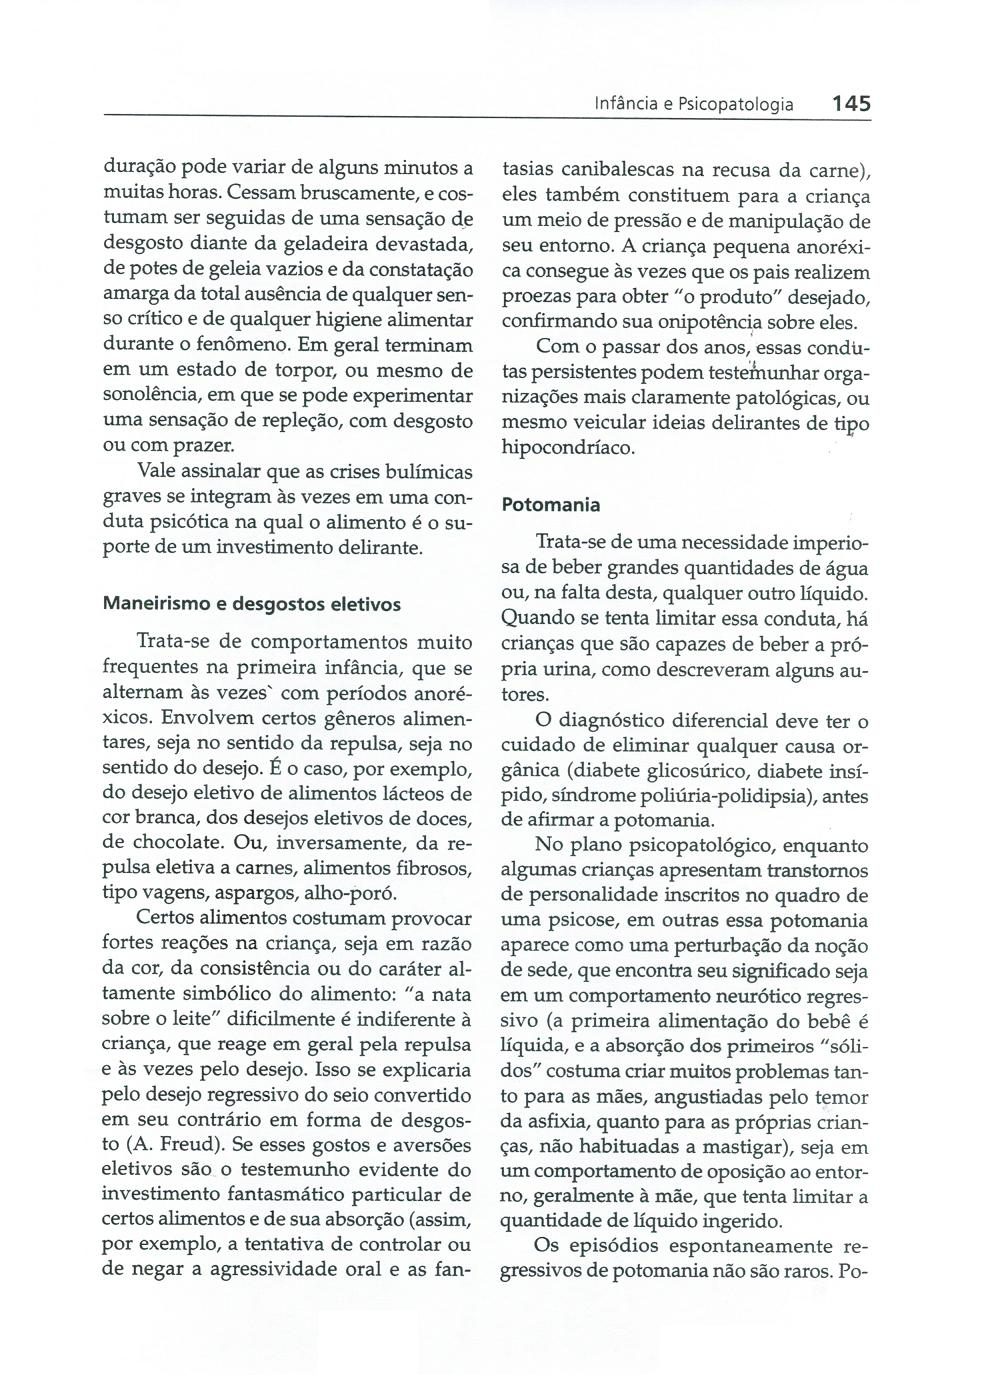 Infância e Psicopatologia 145
duração pode variar de alguns minutos a
muitas horas. Cessam bruscamente, e cos-
tumam ser seguidas de uma sensação de
desgosto diante da geladeira devastada,
de potes de geleia vazios e da constatação
amarga da total ausência de qualquer sen-
so crítico e de qualquer higiene alimentar
durante o fenômeno. Em geral terminam
em um estado de torpor, ou mesmo de
sonolência, em que se pode experimentar
uma sensação de repleção, com desgosto
ou com prazer.
Vale assinalar que as crises bulímicas
graves se integram às vezes em uma con-
duta psicótica na qual o alimento é o su-
porte de um investimento delirante.
Maneirismo e desgostos eletivos
Trata-se de comportamentos muito
frequentes na primeira infância, que se
alternam às vezes com períodos anoré-
xicos. Envolvem certos gêneros alimen-
tares, seja no sentido da repulsa, seja no
sentido do desejo. É o caso, por exemplo,
do desejo eletivo de alimentos lácteos de
cor branca, dos desejos eletivos de doces,
de chocolate. Ou, inversamente, da re-
pulsa eletiva a carnes, alimentos fibrosos,
tipo vagens, aspargos, alho-poró.
Certos alimentos costumam provocar
fortes reações na criança, seja em razão
da cor, da consistência ou do caráter al-
tamente simbólico do alimento: "a nata
sobre o leite" dificilmente é indiferente à
criança, que reage em geral pela repulsa
e às vezes pelo desejo. Isso se explicaria
pelo desejo regressivo do seio convertido
em seu contrário em forma de desgos-
to (A. Freud). Se esses gostos e aversões
eletivos são o testemunho evidente do
investimento fantasmático particular de
certos alimentos e de sua absorção (assim,
por exemplo, a tentativa de controlar ou
de negar a agressividade oral e as fan-
tasias canibalescas na recusa da carne),
eles também constituem para a criança
um meio de pressão e de manipulação de
seu entorno. A criança pequena anoréxi-
ca consegue às vezes que os pais realizem
proezas para obter "o produto" desejado,
confirmando sua onipotência sobre eles.
Com o passar dos anos, essas condu-
tas persistentes podem testemunhar orga-
nizações mais claramente patológicas, ou
mesmo veicular ideias delirantes de tipo
hipocondríaco.
Potomania
Trata-se de uma necessidade imperio-
sa de beber grandes quantidades de água
ou, na falta desta, qualquer outro líquido.
Quando se tenta limitar essa conduta, há
crianças que são capazes de beber a pró-
pria urina, como descreveram alguns au-
tores.
O diagnóstico diferencial deve ter o
cuidado de eliminar qualquer causa or-
gânica (diabete glicosúrico, diabete insí-
pido, síndrome poliúria-polidipsia), antes
de afirmar a potomania.
No plano psicopatológico, enquanto
algumas crianças apresentam transtornos
de personalidade inscritos no quadro de
uma psicose, em outras essa potomania
aparece como uma perturbação da noção
de sede, que encontra seu significado seja
em um comportamento neurótico regres-
sivo (a primeira alimentação do bebê é
líquida, e a absorção dos primeiros "sóli-
dos" costuma criar muitos problemas tan-
to para as mães, angustiadas pelo temor
da asfixia, quanto para as próprias crian-
ças, não habituadas a mastigar), seja em
um comportamento de oposição ao entor-
no, geralmente à mãe, que tenta limitar a
quantidade de líquido ingerido.
Os episódios espontaneamente re-
gressivos de potomania não são raros. Po-